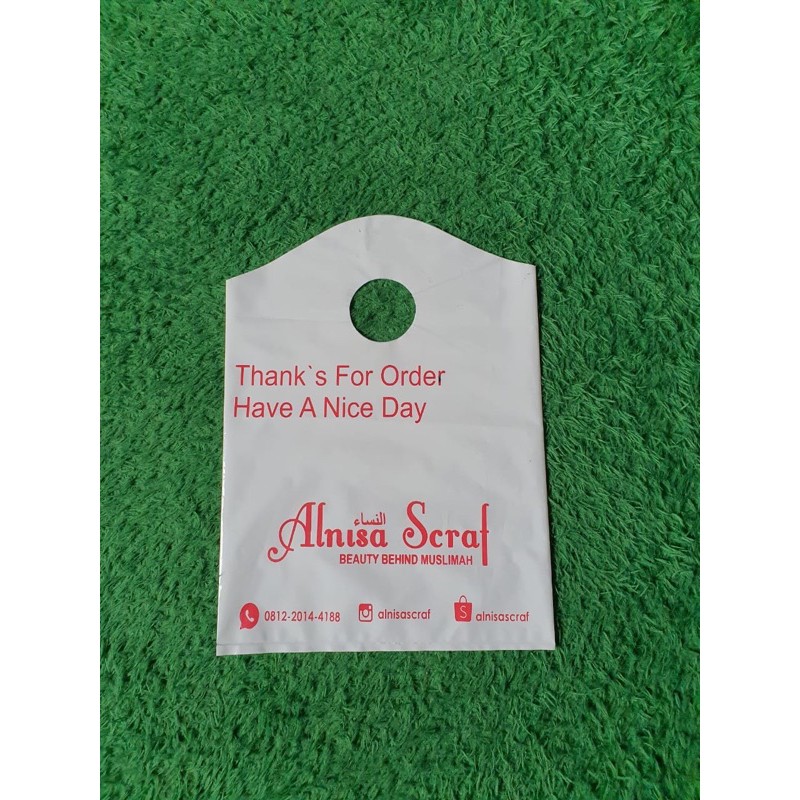 Thank`s For Order
Have A Nice Day
النساء
Alnisa Scraf
BEAUTY BEHIND MUSLIMAH
0812-2014-4188 alnisascraf S alnisascraf